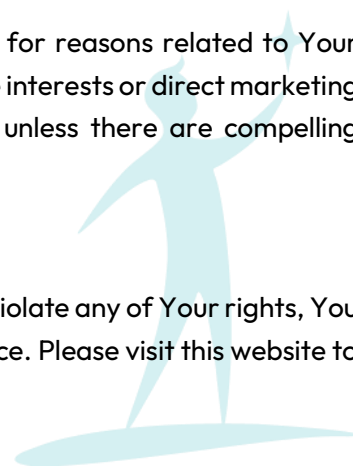 for reasons related to Your
interests or direct marketing
unless there are compelling
iolate any of Your rights, You
ce. Please visit this website to